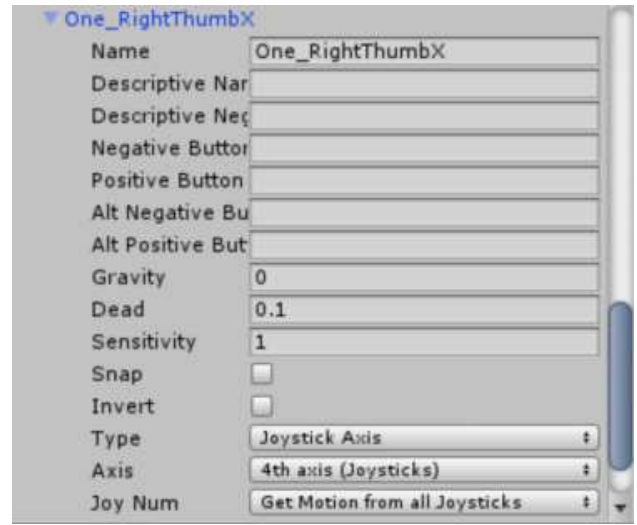 One_RightThumbX
Name One_RightThumbX
Descriptive Nar
Descriptive Neg
Negative Button
Positive Button
Alt Negative Bu
Alt Positive But
Gravity 0
Dead 0.1
Sensitivity 1
Snap
Invert
Type Joystick Axis
Axis 4th axis (Joysticks)
Joy Num Get Motion from all Joysticks